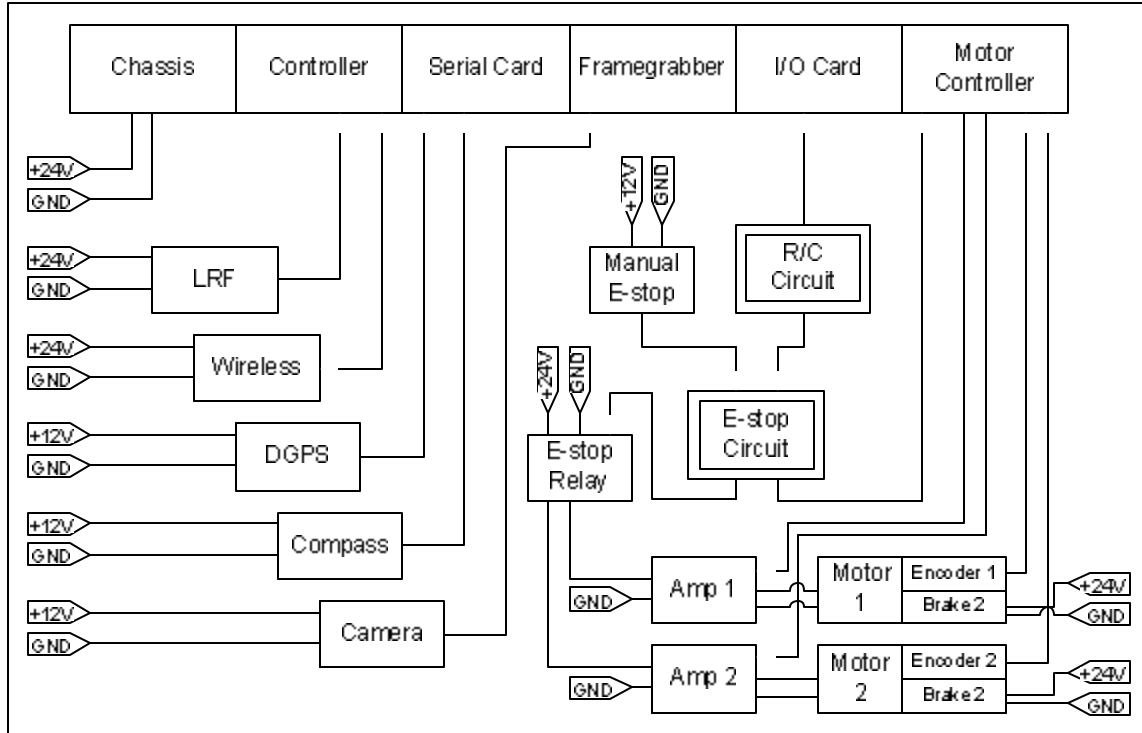 Chassis
Controller
Serial Card
Framegrabber
I/O Card
Motor
Controller
+24V
GND
+24V
GND
LRF
+24V
GND
Wireless
+12V
GND
DGPS
+12V
GND
Compass
+12V
GND
Camera
+12V
GND
Manual
E-stop
R/C
Circuit
+24V
GND
E-stop
Relay
E-stop
Circuit
Amp 1
GND
Motor
1
Encoder 1
Brake 2
+24V
GND
Amp 2
GND
Motor
2
Encoder 2
Brake 2
+24V
GND